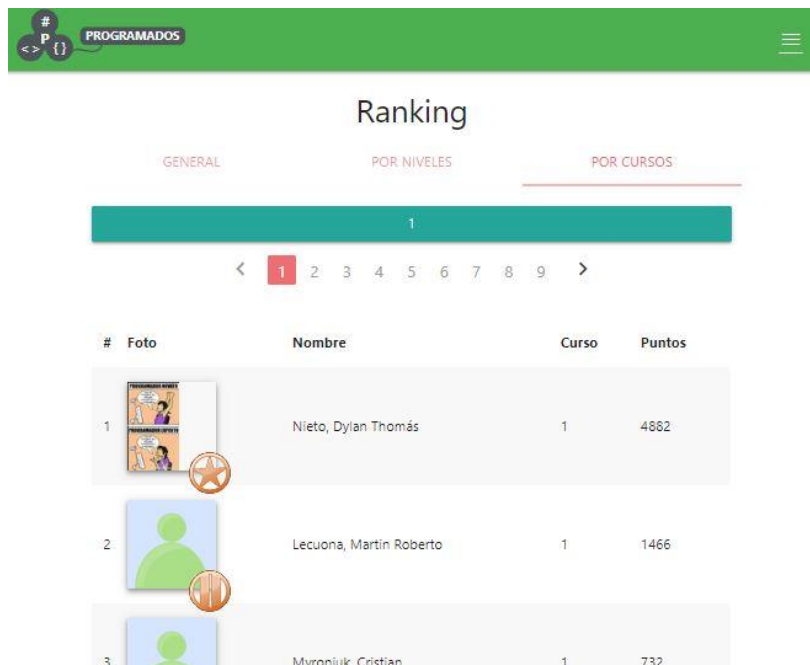 #
P
< > { }
PROGRAMADOS
Ranking
GENERAL POR NIVELES POR CURSOS
1
< 1 2 3 4 5 6 7 8 9 >
# Foto Nombre Curso Puntos
1 Nieto, Dylan Thomás 1 4882
2 Lecuona, Martin Roberto 1 1466
3 Myroniuk, Cristian 1 732